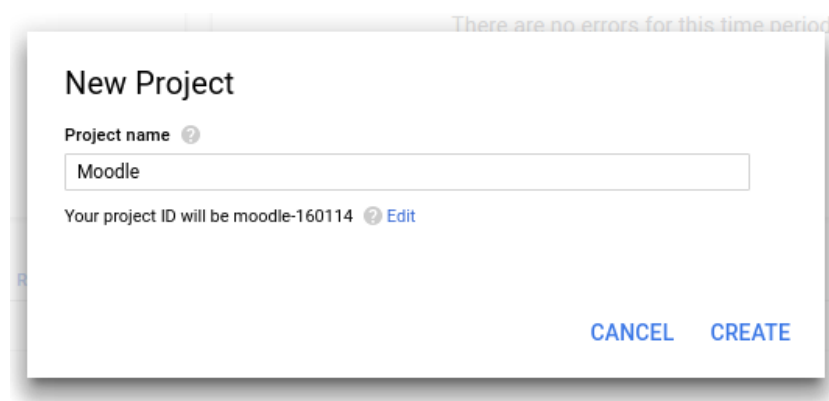 There are no errors for this time period
New Project
Project name
Moodle
Your project ID will be moodle-160114 Edit
R
CANCEL CREATE